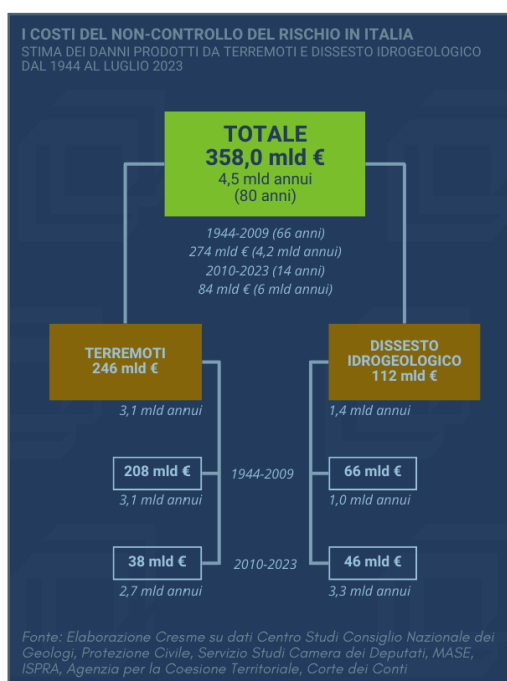 I COSTI DEL NON-CONTROLLO DEL RISCHIO IN ITALIA
STIMA DEI DANNI PRODOTTI DA TERREMOTI E DISSESTO IDROGEOLOGICO
DAL 1944 AL LUGLIO 2023
TOTALE
358,0 mld €
4,5 mld annui
(80 anni)
1944-2009 (66 anni)
274 mld € (4,2 mld annui)
2010-2023 (14 anni)
84 mld € (6 mld annui)
TERREMOTI
246 mld €
3,1 mld annui
DISSESTO
IDROGEOLOGICO
112 mld €
1,4 mld annui
208 mld €
3,1 mld annui
1944-2009
66 mld €
1,0 mld annui
38 mld €
2,7 mld annui
2010-2023
46 mld €
3,3 mld annui
Fonte: Elaborazione Cresme su dati Centro Studi Consiglio Nazionale dei
Geologi, Protezione Civile, Servizio Studi Camera dei Deputati, MASE,
ISPRA, Agenzia per la Coesione Territoriale, Corte dei Conti